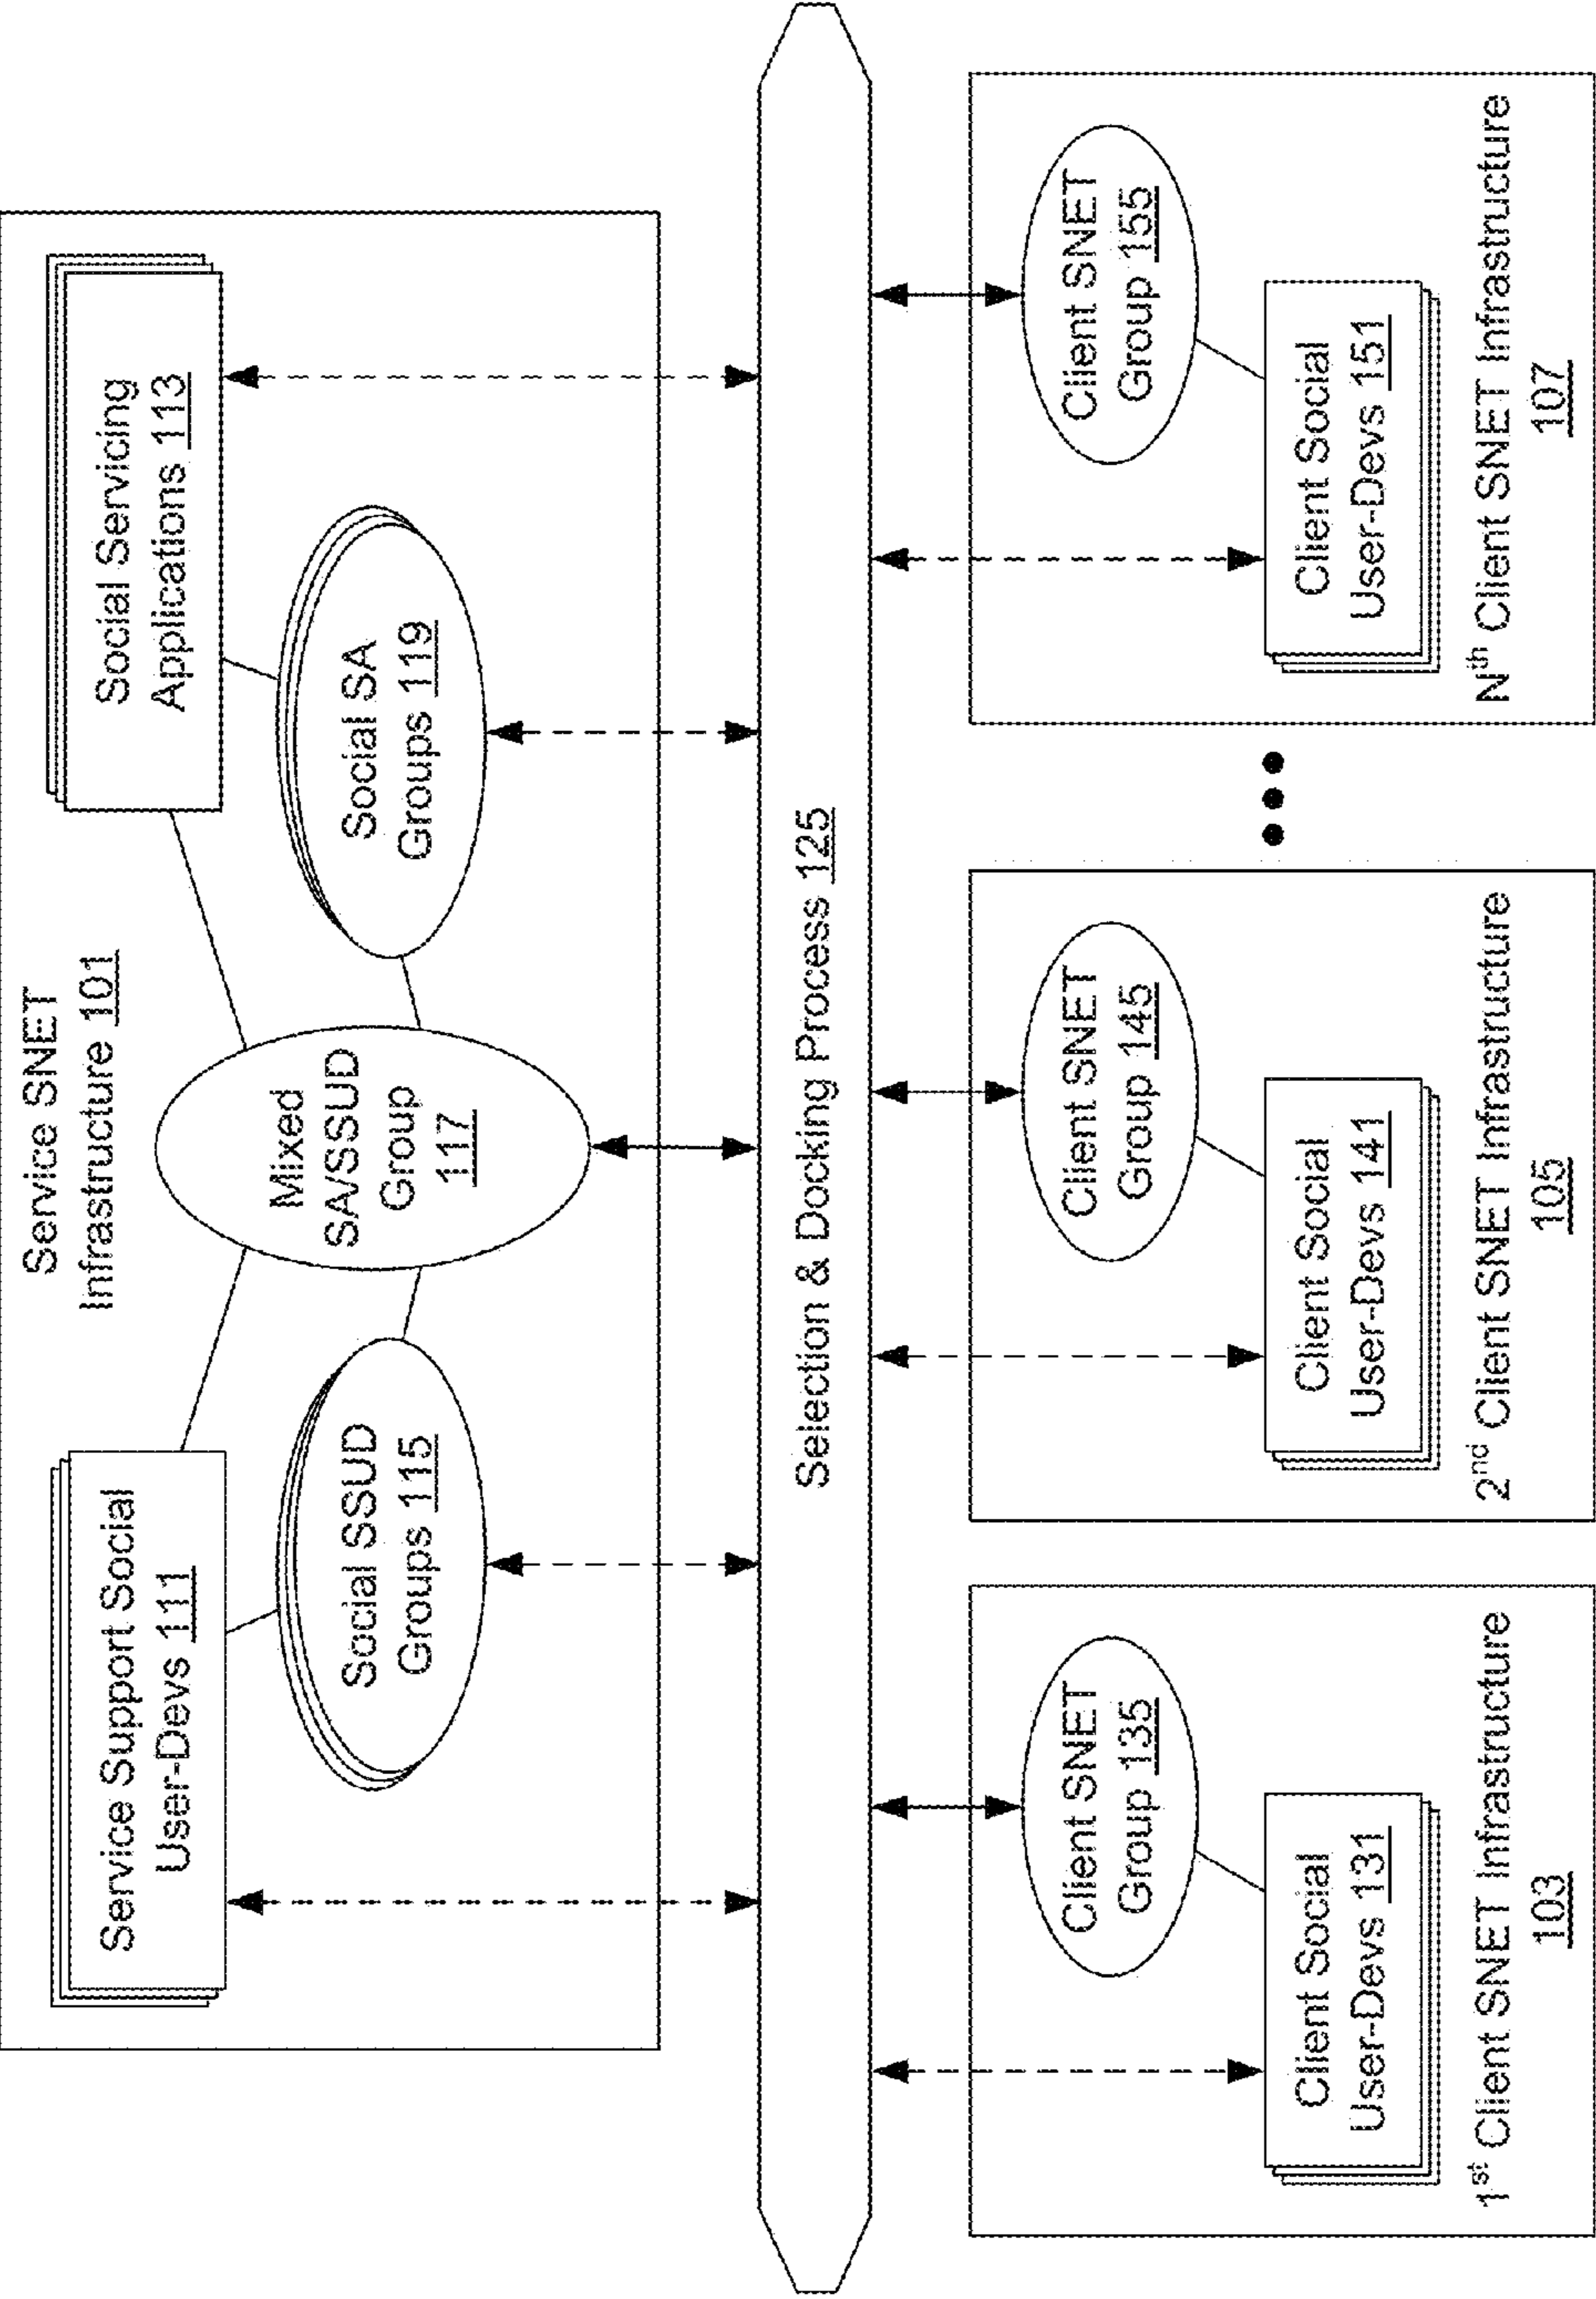 Service SNET
Infrastructure 101
Service Support Social
User-Devs 111
Social Servicing
Applications 113
Mixed
SA/SSUD
Group
117
Social SSUD
Groups 115
Social SA
Groups 119
Selection & Docking Process 125
Client SNET
Group 135
Client Social
User-Devs 131
1st Client SNET Infrastructure
103
Client SNET
Group 145
Client Social
User-Devs 141
2nd Client SNET Infrastructure
105
Client SNET
Group 155
Client Social
User-Devs 151
Nth Client SNET Infrastructure
107